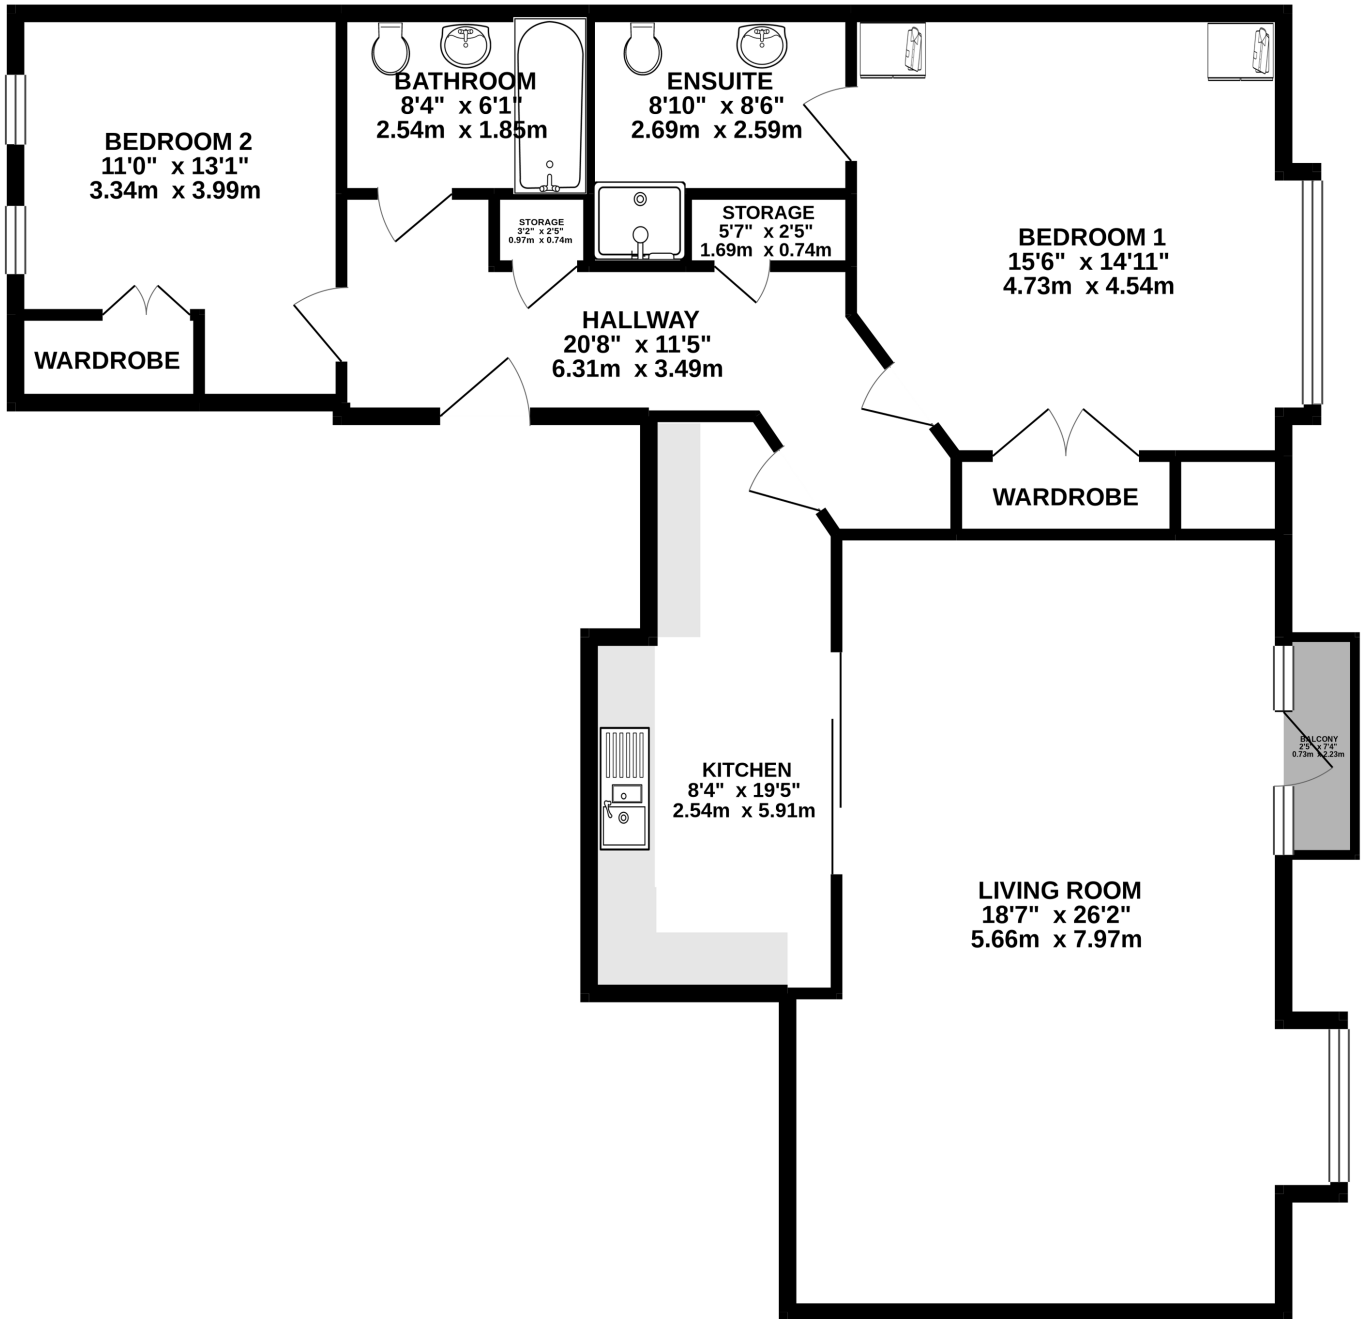 BATHROOM
8'4" x 6'1"
2.54m x 1.85m
ENSUITE
8'10" x 8'6"
2.69m x 2.59m
BEDROOM 2
11'0" x 13'1"
3.34m x 3.99m
STORAGE
3'2" x 2'5"
0.97m x 0.74m
STORAGE
5'7" x 2'5"
1.69m x 0.74m
BEDROOM 1
15'6" x 14'11"
4.73m x 4.54m
HALLWAY
20'8" x 11'5"
6.31m x 3.49m
WARDROBE
WARDROBE
BALCONY
2'5" x 7'4"
0.73m x 2.23m
KITCHEN
8'4" x 19'5"
2.54m x 5.91m
LIVING ROOM
18'7" x 26'2"
5.66m x 7.97m